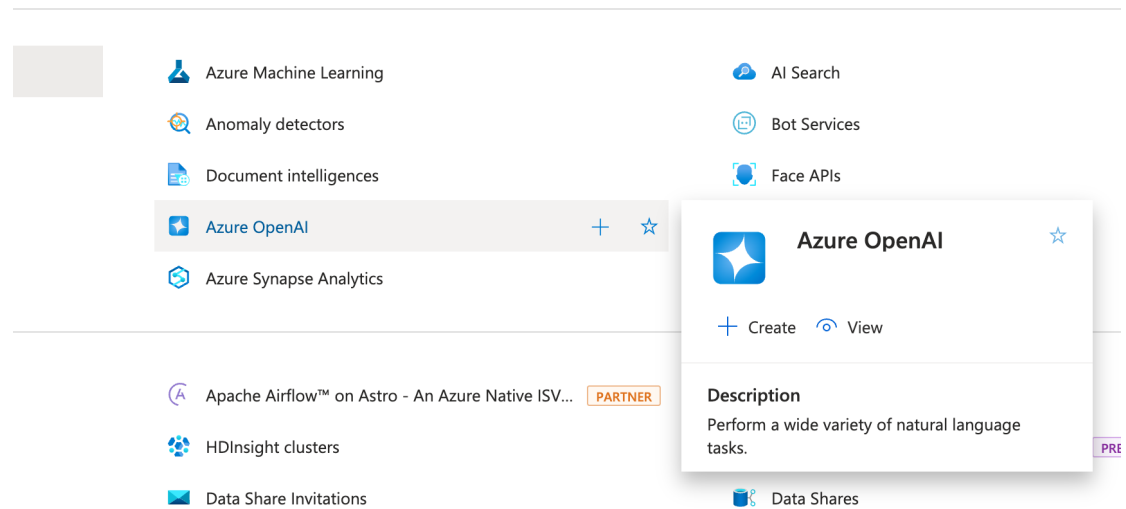 Azure Machine Learning
AI Search
Anomaly detectors
Bot Services
Document intelligences
Face APIs
Azure OpenAI
Azure Synapse Analytics
Azure OpenAI
Create
View
Description
Perform a wide variety of natural language
tasks.
Apache Airflow™ on Astro - An Azure Native ISV...
PARTNER
HDInsight clusters
PRE
Data Share Invitations
Data Shares